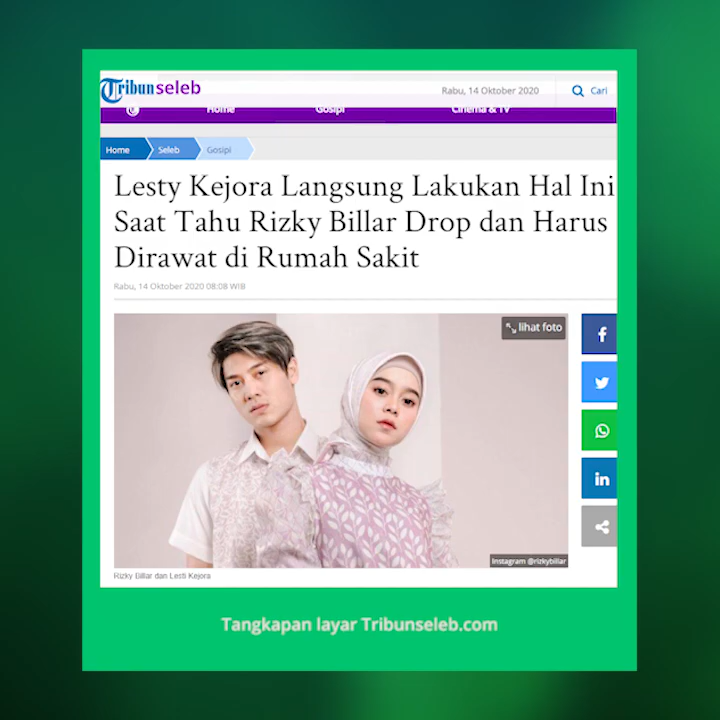 Tribunseleb
Rabu, 14 Oktober 2020
Cari
Home Gosipi Cinema & TV
Home Seleb Gosipi
Lesty Kejora Langsung Lakukan Hal Ini
Saat Tahu Rizky Billar Drop dan Harus
Dirawat di Rumah Sakit
Rabu, 14 Oktober 2020 08:08 WIB
lihat foto
Instagram @rizkybillar
Rizky Billar dan Lesti Kejora
Tangkapan layar Tribunseleb.com